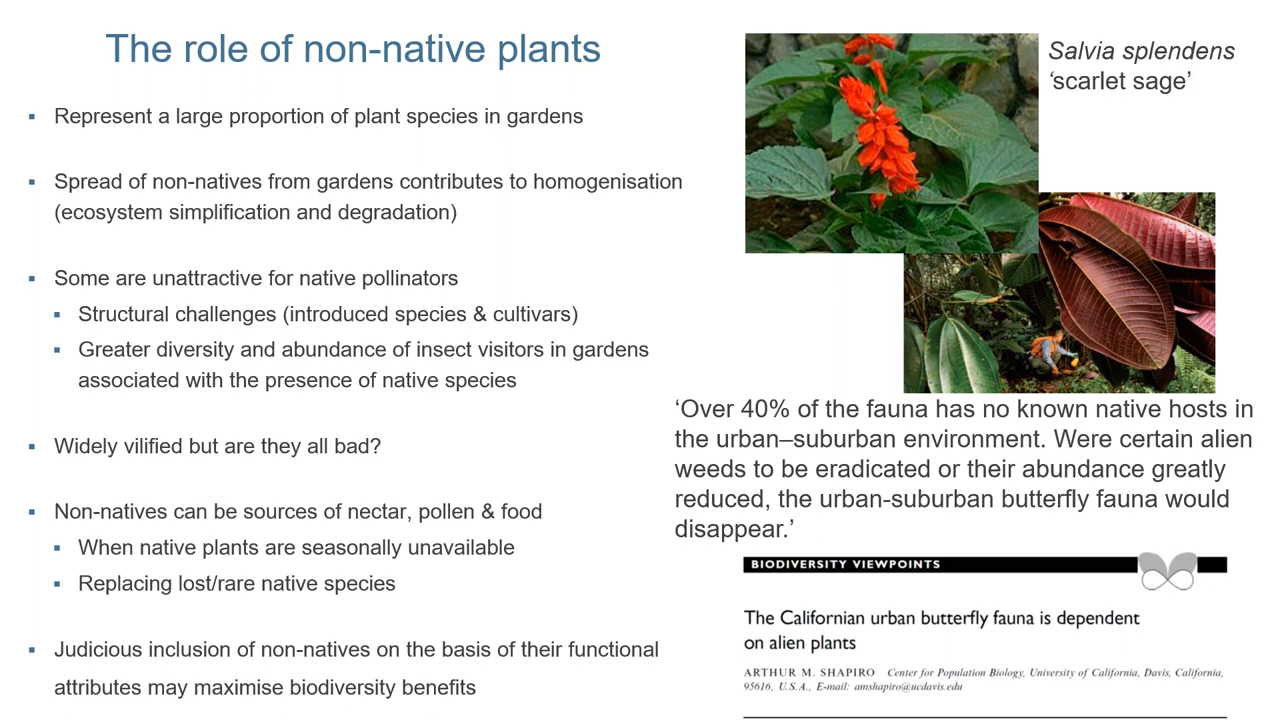 The role of non-native plants
▪ Represent a large proportion of plant species in gardens
▪ Spread of non-natives from gardens contributes to homogenisation
(ecosystem simplification and degradation)
▪ Some are unattractive for native pollinators
▪ Structural challenges (introduced species & cultivars)
▪ Greater diversity and abundance of insect visitors in gardens
associated with the presence of native species
▪ Widely vilified but are they all bad?
▪ Non-natives can be sources of nectar, pollen & food
▪ When native plants are seasonally unavailable
▪ Replacing lost/rare native species
▪ Judicious inclusion of non-natives on the basis of their functional
attributes may maximise biodiversity benefits
Salvia splendens
‘scarlet sage’
‘Over 40% of the fauna has no known native hosts in
the urban–suburban environment. Were certain alien
weeds to be eradicated or their abundance greatly
reduced, the urban-suburban butterfly fauna would
disappear.’
BIODIVERSITY VIEWPOINTS
The Californian urban butterfly fauna is dependent
on alien plants
ARTHUR M. SHAPIRO Center for Population Biology, University of California, Davis, California,
95616, U.S.A., E-mail: amshapiro@ucdavis.edu